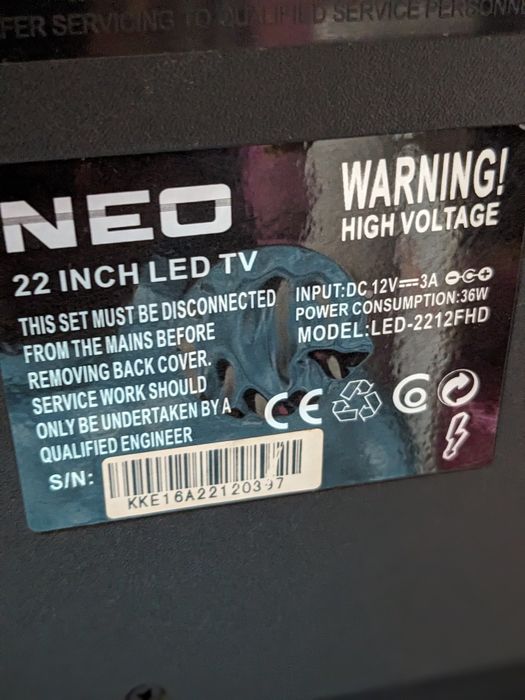 FER SERVICING TO QUALIFIED SERVICE PERSONN
NEO
22 INCH LED TV
THIS SET MUST BE DISCONNECTED
FROM THE MAINS BEFORE
REMOVING BACK COVER.
SERVICE WORK SHOULD
ONLY BE UNDERTAKEN BY A
QUALIFIED ENGINEER
S/N:
KKE16A22120397
WARNING!
HIGH VOLTAGE
INPUT:DC 12V⎓3A
POWER CONSUMPTION:36W
MODEL:LED-2212FHD
CE